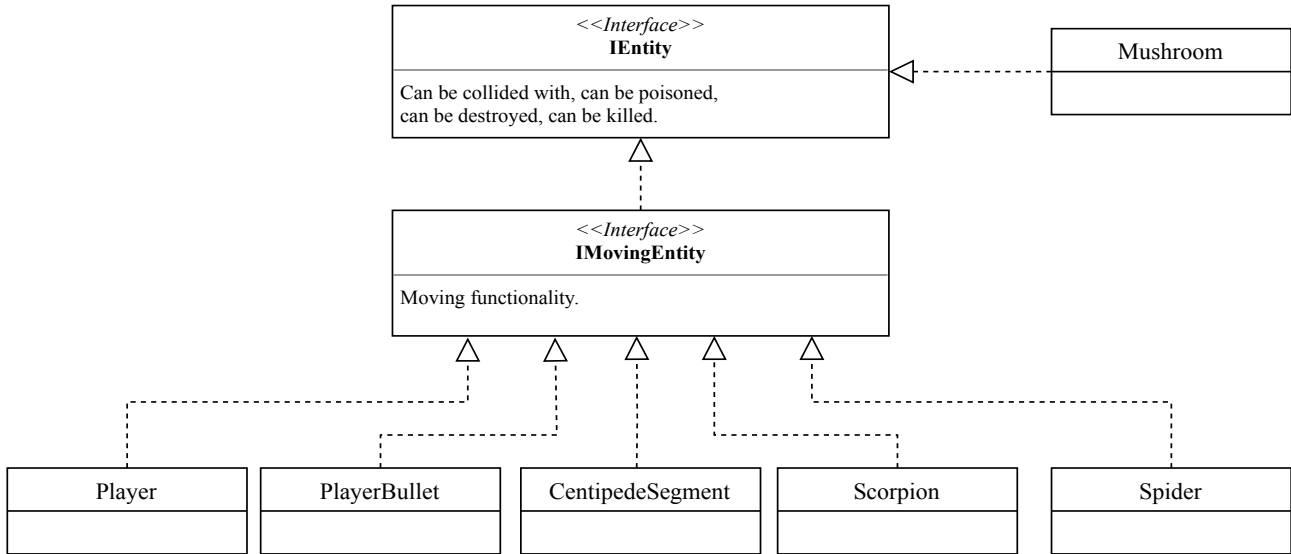 <<Interface>>
IEntity
Can be collided with, can be poisoned,
can be destroyed, can be killed.
Mushroom
<<Interface>>
IMovingEntity
Moving functionality.
Player
PlayerBullet
CentipedeSegment
Scorpion
Spider